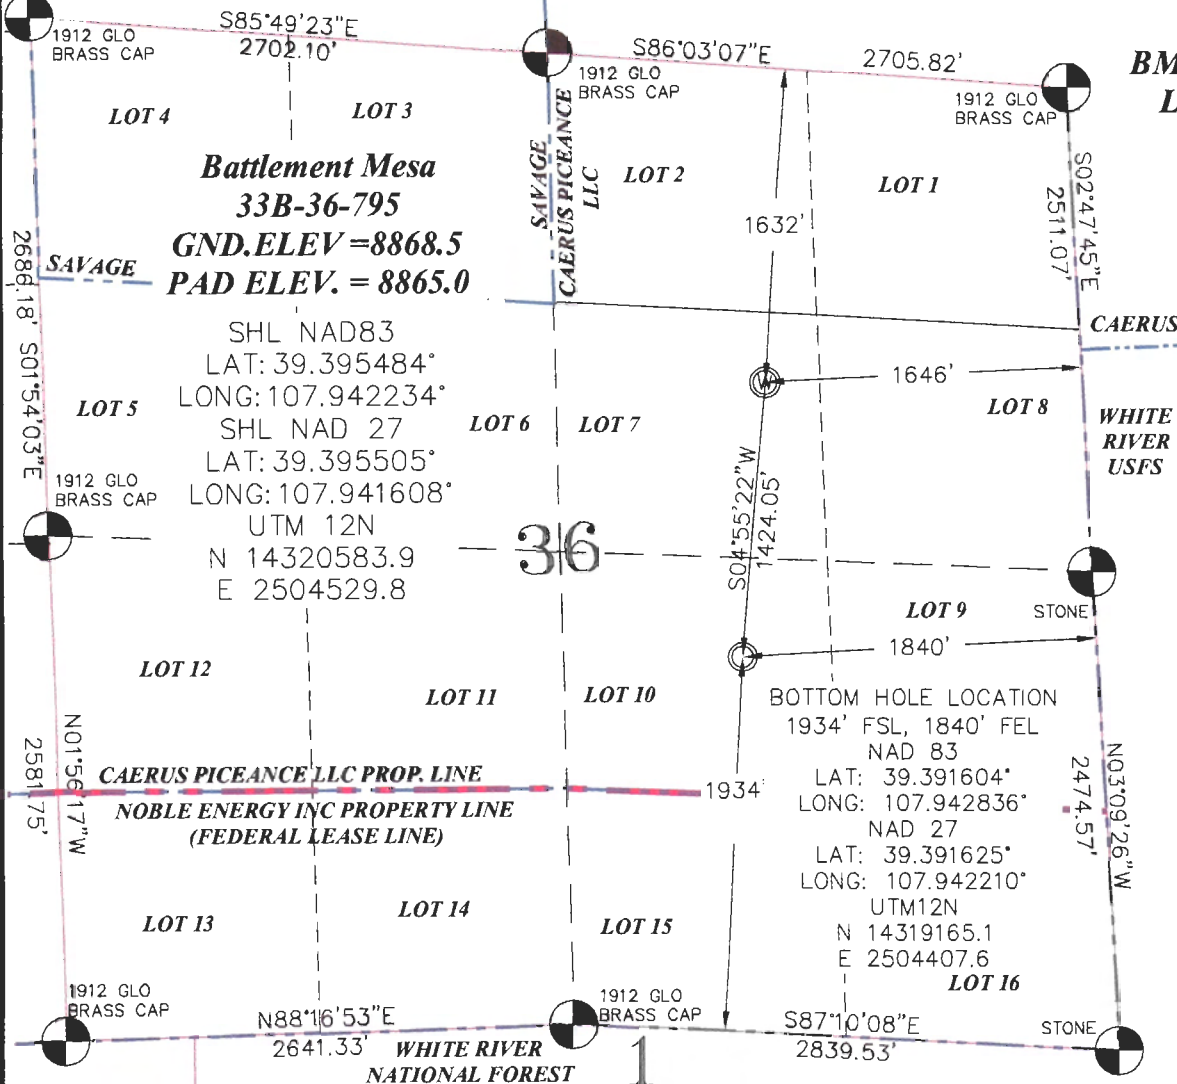 S85°49'23"E
2702.10'
1912 GLO
BRASS CAP
S86°03'07"E
2705.82'
1912 GLO
BRASS CAP
1912 GLO
BRASS CAP
BM
L
LOT 4
LOT 3
LOT 2
LOT 1
SAVAGE
CAERUS PICEANCE
LLC
S02°47'45"E
2511.07'
Battlement Mesa
33B-36-795
GND.ELEV =8868.5
PAD ELEV. = 8865.0
1632'
SAVAGE
2686.18' S01°54'03"E
SHL NAD83
LAT: 39.395484°
LONG: 107.942234°
SHL NAD 27
LAT: 39.395505°
LONG: 107.941608°
UTM 12N
N 14320583.9
E 2504529.8
CAERUS
W
1646'
LOT 5
LOT 6
LOT 7
LOT 8
WHITE
RIVER
USFS
1912 GLO
BRASS CAP
S04°55'22"W
1424.05'
36
LOT 9
STONE
1840'
LOT 12
LOT 11
LOT 10
BOTTOM HOLE LOCATION
1934' FSL, 1840' FEL
NAD 83
LAT: 39.391604°
LONG: 107.942836°
NAD 27
LAT: 39.391625°
LONG: 107.942210°
UTM12N
N 14319165.1
E 2504407.6
N01°56'17"W
2581.75'
CAERUS PICEANCE LLC PROP. LINE
NOBLE ENERGY INC PROPERTY LINE
(FEDERAL LEASE LINE)
1934'
N03°09'26"W
2474.57'
LOT 13
LOT 14
LOT 15
LOT 16
1912 GLO
BRASS CAP
N88°16'53"E
2641.33'
WHITE RIVER
NATIONAL FOREST
1912 GLO
BRASS CAP
1
S87°10'08"E
2839.53'
STONE